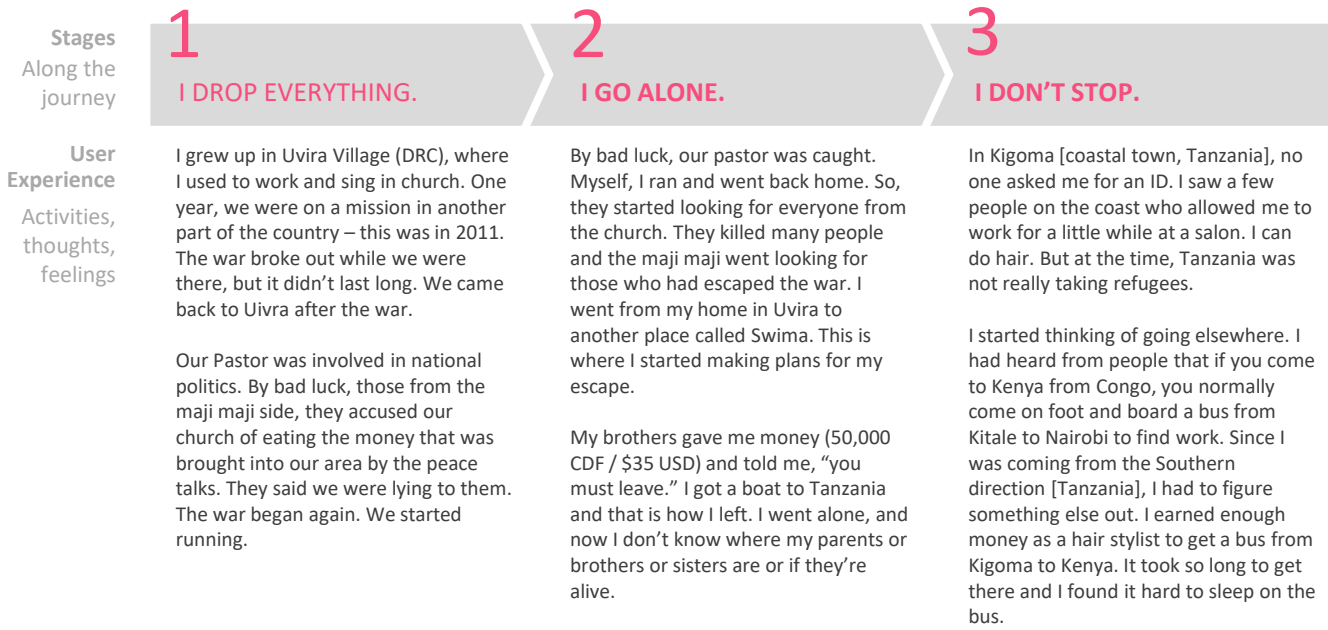 Stages
Along the
journey
1
I DROP EVERYTHING.
2
I GO ALONE.
3
I DON’T STOP.
User
Experience
Activities,
thoughts,
feelings
I grew up in Uvira Village (DRC), where
I used to work and sing in church. One
year, we were on a mission in another
part of the country – this was in 2011.
The war broke out while we were
there, but it didn’t last long. We came
back to Uivra after the war.
Our Pastor was involved in national
politics. By bad luck, those from the
maji maji side, they accused our
church of eating the money that was
brought into our area by the peace
talks. They said we were lying to them.
The war began again. We started
running.
By bad luck, our pastor was caught.
Myself, I ran and went back home. So,
they started looking for everyone from
the church. They killed many people
and the maji maji went looking for
those who had escaped the war. I
went from my home in Uvira to
another place called Swima. This is
where I started making plans for my
escape.
My brothers gave me money (50,000
CDF / $35 USD) and told me, “you
must leave.” I got a boat to Tanzania
and that is how I left. I went alone, and
now I don’t know where my parents or
brothers or sisters are or if they’re
alive.
In Kigoma [coastal town, Tanzania], no
one asked me for an ID. I saw a few
people on the coast who allowed me to
work for a little while at a salon. I can
do hair. But at the time, Tanzania was
not really taking refugees.
I started thinking of going elsewhere. I
had heard from people that if you come
to Kenya from Congo, you normally
come on foot and board a bus from
Kitale to Nairobi to find work. Since I
was coming from the Southern
direction [Tanzania], I had to figure
something else out. I earned enough
money as a hair stylist to get a bus from
Kigoma to Kenya. It took so long to get
there and I found it hard to sleep on the
bus.